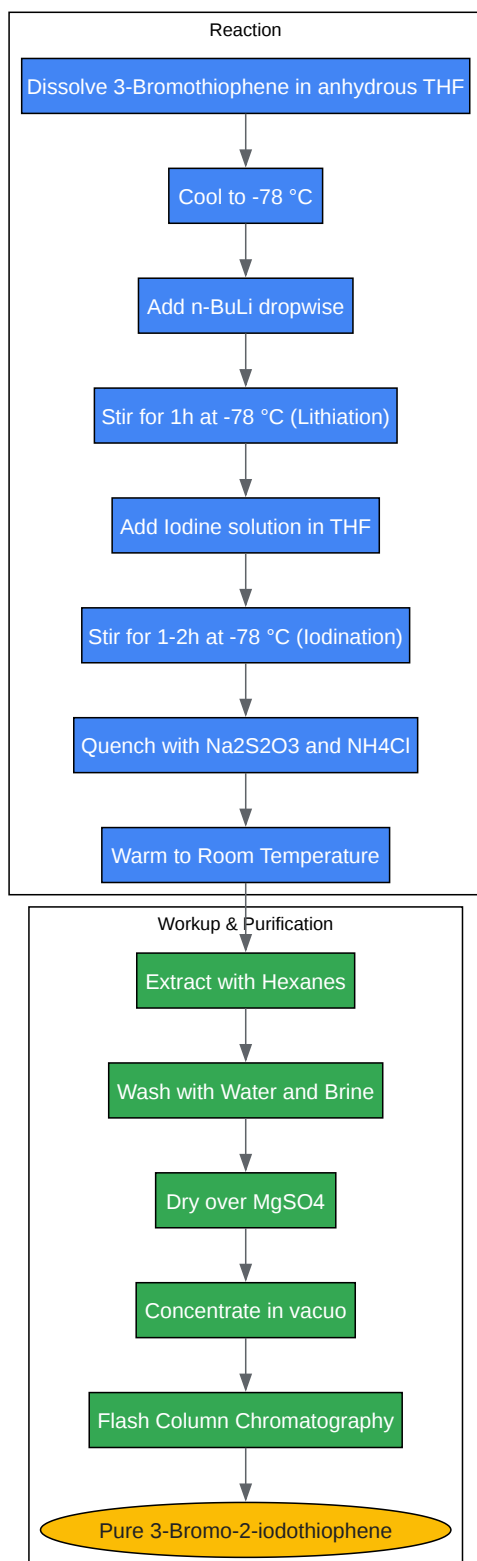 Reaction
Dissolve 3-Bromothiophene in anhydrous THF
Cool to -78 °C
Add n-BuLi dropwise
Stir for 1h at -78 °C (Lithiation)
Add Iodine solution in THF
Stir for 1-2h at -78 °C (Iodination)
Quench with Na2S2O3 and NH4Cl
Warm to Room Temperature
Workup & Purification
Extract with Hexanes
Wash with Water and Brine
Dry over MgSO4
Concentrate in vacuo
Flash Column Chromatography
Pure 3-Bromo-2-iodothiophene